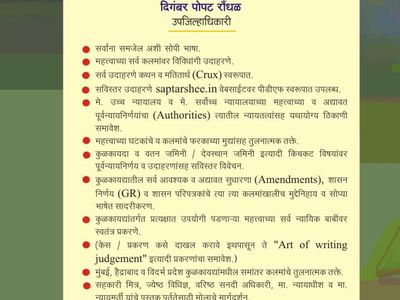 दिगंबर पोपट रौंधळ
उपजिल्हाधिकारी
सर्वांना समजेल अशी सोपी भाषा.
महत्त्वाच्या सर्व कलमांवर विविधांगी उदाहरणे.
सर्व उदाहरणे कथन व मतितार्थ (Crux) स्वरूपात.
सविस्तर उदाहरणे saptarshee.in वेबसाईटवर पीडीएफ स्वरूपात उपलब्ध.
मे. उच्च न्यायालय व मे. सर्वोच्च न्यायालयाच्या महत्त्वाच्या व अद्यावत
पूर्वन्यायनिर्णयांचा (Authorities) त्यातील न्यायतत्वांसह यथायोग्य ठिकाणी
समावेश.
महत्त्वाच्या घटकांचे व कलमांचे फरकाच्या मुद्यांसह तुलनात्मक तक्ते.
कुळकायदा व वतन जमिनी / देवस्थान जमिनी इत्यादी किचकट विषयांवर
पूर्वन्यायनिर्णय व उदाहरणांसह सविस्तर विवेचन.
कुळकायद्यातील सर्व आवश्यक व अद्यावत सुधारणा (Amendments), शासन
निर्णय (GR) व शासन परिपत्रकांचे त्या त्या कलमांखालीच मुद्देनिहाय व सोप्या
भाषेत सादरीकरण.
कुळकायद्यांतर्गत प्रत्यक्षात उपयोगी पडणाऱ्या महत्त्वाच्या सर्व न्यायिक बाबींवर
स्वतंत्र प्रकरणे.
(केस / प्रकरण कसे दाखल करावे इथपासून ते "Art of writing
judgement" इत्यादी प्रकरणांचा समावेश.)
मुंबई, हैद्राबाद व विदर्भ प्रदेश कुळकायद्यांमधील समांतर कलमांचे तुलनात्मक तक्ते.
सहकारी मित्र, ज्येष्ठ विधिज्ञ, वरिष्ठ सनदी अधिकारी, मा. न्यायाधीश व मा.
न्यायमूर्ती यांचे पुस्तक पूर्ततेसाठी मोलाचे मार्गदर्शन.